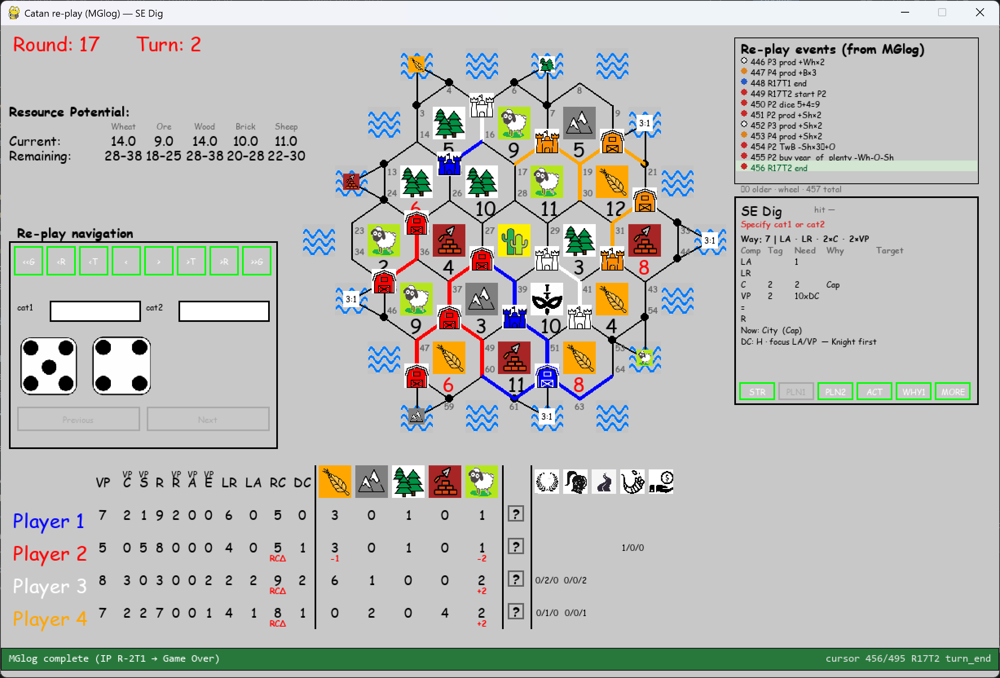 Catan re-play (MGlog) — SE Dig
Round: 17 Turn: 2
Resource Potential:
Wheat Ore Wood Brick Sheep
Current: 14.0 9.0 14.0 10.0 11.0
Remaining: 28-38 18-25 28-38 20-28 22-30
Re-play navigation
<<G <R <T < > >T >R >>G
cat1 cat2
Previous Next
4 6 8
3 7 9
3:1
14 16
5 9 5
13 17 19 21
24 26 28 30
6 10 11 12
23 27 29 31 33
3:1
34 36 44
2 4 3 8
3:1
37 39 41 43
46 54
9 3 10 4
47 49 51 53
60 64
6 11 8
59 61 63
3:1
Re-play events (from MGlog)
446 P3 prod +Wh×2
447 P4 prod +B×3
448 R17T1 end
449 R17T2 start P2
450 P2 dice 5+4=9
451 P2 prod +Sh×2
452 P3 prod +Sh×2
453 P4 prod +Sh×2
454 P2 TwB -Sh×3▯+O
455 P2 buy year_of_plenty -Wh-O-Sh
456 R17T2 end
▯0 older · wheel · 457 total
SE Dig hit —
Specify cat1 or cat2
Way: 7 | LA · LR · 2×C · 2×VP
Comp Tag Need Why Target
LA 1
LR
C 2 2 Cap
VP 2 10xDC
=
R
Now: City (Cap)
DC: H · focus LA/VP — Knight first
STR PLN1 PLN2 ACT WHY1 MORE
VP VP VP VP VP
VP C S R R A E LR LA RC DC
Player 1 7 2 1 9 2 0 0 6 0 5 0 3 0 1 0 1 ?
Player 2 5 0 5 8 0 0 0 4 0 5 1 3 0 1 0 1 ? 1/0/0
RCΔ -1 -2
Player 3 8 3 0 3 0 0 2 2 2 9 2 6 1 0 0 2 ? 0/2/0 0/0/2
RCΔ +2
Player 4 7 2 2 7 0 0 1 4 1 8 1 0 2 0 4 2 ? 0/1/0 0/0/1
RCΔ +2
MGlog complete (IP R-2T1 → Game Over) cursor 456/495 R17T2 turn_end